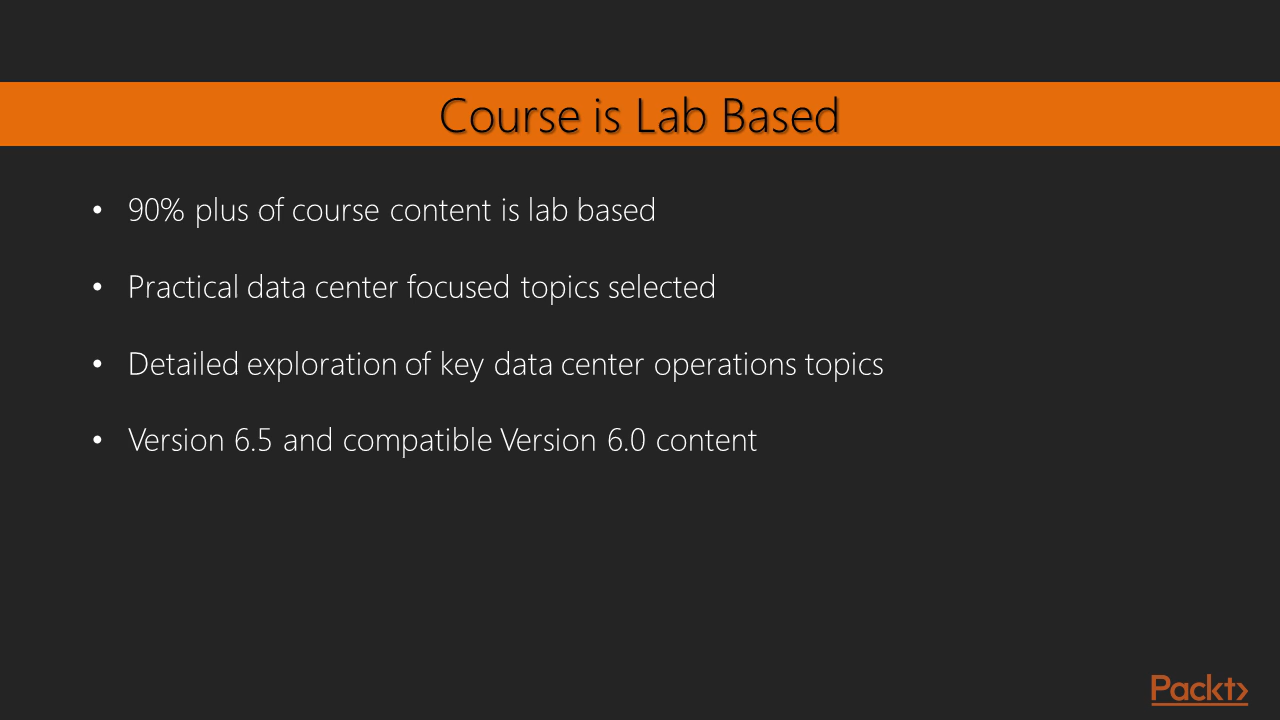 Course is Lab Based
• 90% plus of course content is lab based
• Practical data center focused topics selected
• Detailed exploration of key data center operations topics
• Version 6.5 and compatible Version 6.0 content
Packt>